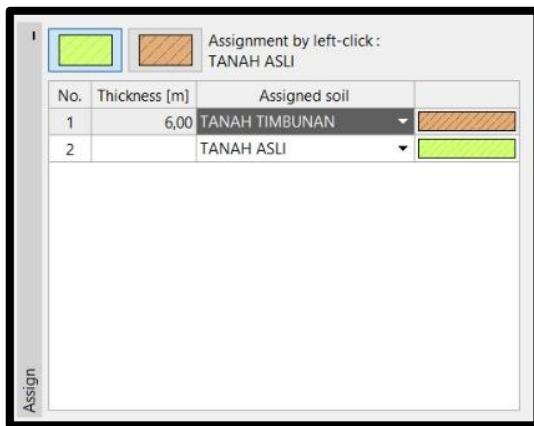 Assignment by left-click :
TANAH ASLI
No. Thickness [m] Assigned soil
1 6,00 TANAH TIMBUNAN
2 TANAH ASLI
Assign